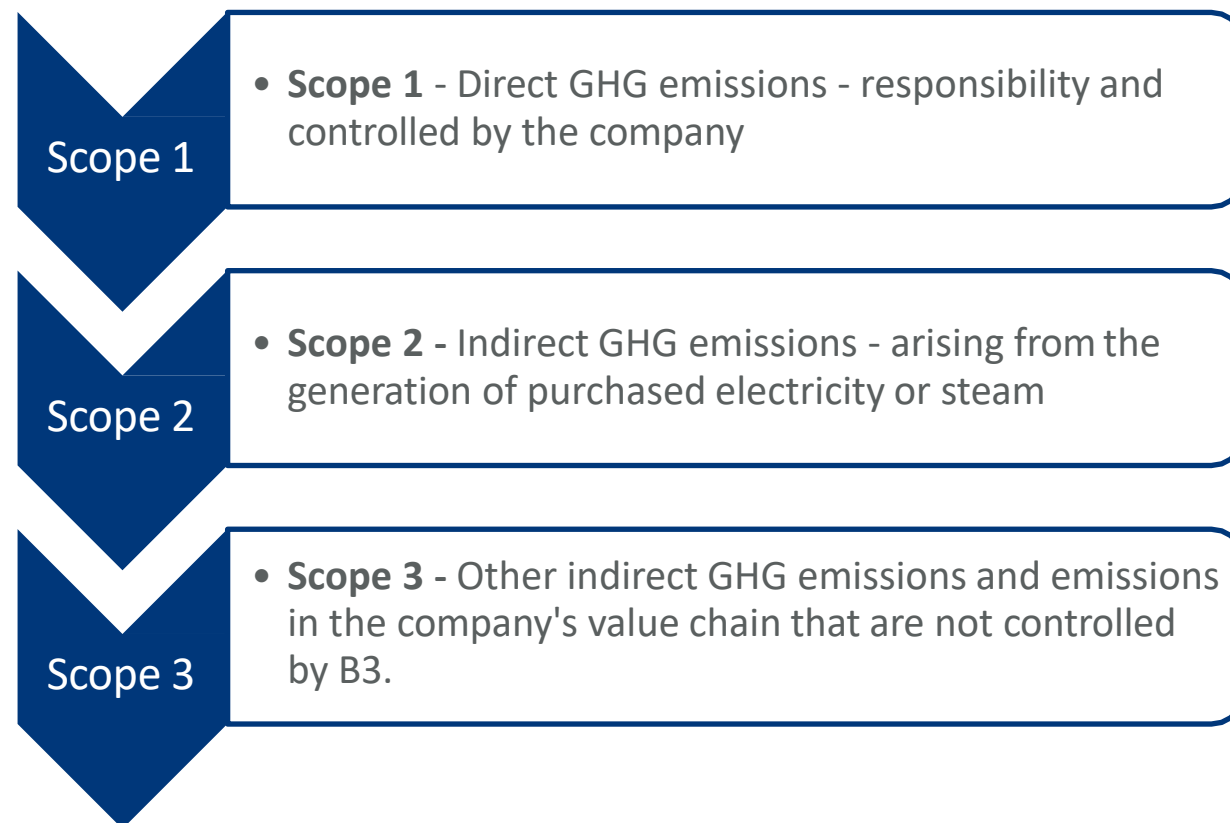 Scope 1
• Scope 1 - Direct GHG emissions - responsibility and
controlled by the company
Scope 2
• Scope 2 - Indirect GHG emissions - arising from the
generation of purchased electricity or steam
Scope 3
• Scope 3 - Other indirect GHG emissions and emissions
in the company's value chain that are not controlled
by B3.